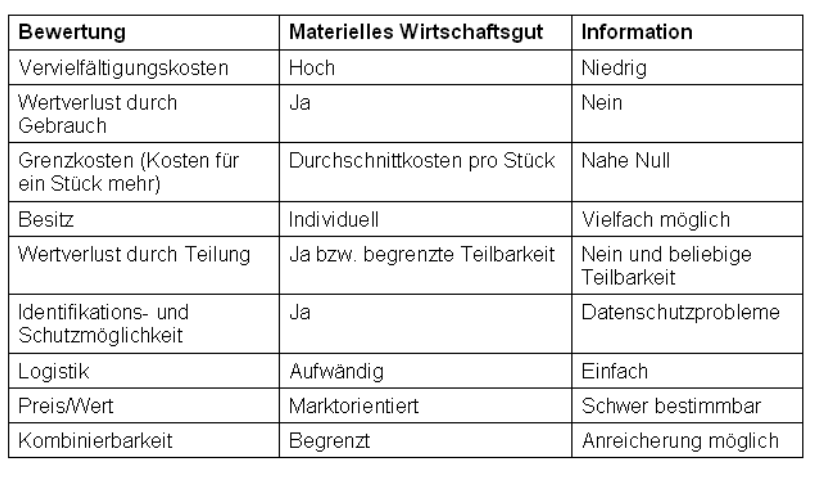 Bewertung Materielles Wirtschaftsgut Information
Vervielfältigungskosten Hoch Niedrig
Wertverlust durch Ja Nein
Gebrauch
Grenzkosten (Kosten für Durchschnittkosten pro Stück Nahe Null
ein Stück mehr)
Besitz Individuell Vielfach möglich
Wertverlust durch Teilung Ja bzw. begrenzte Teilbarkeit Nein und beliebige
Teilbarkeit
Identifikations- und Ja Datenschutzprobleme
Schutzmöglichkeit
Logistik Aufwändig Einfach
Preis/Wert Marktorientiert Schwer bestimmbar
Kombinierbarkeit Begrenzt Anreicherung möglich